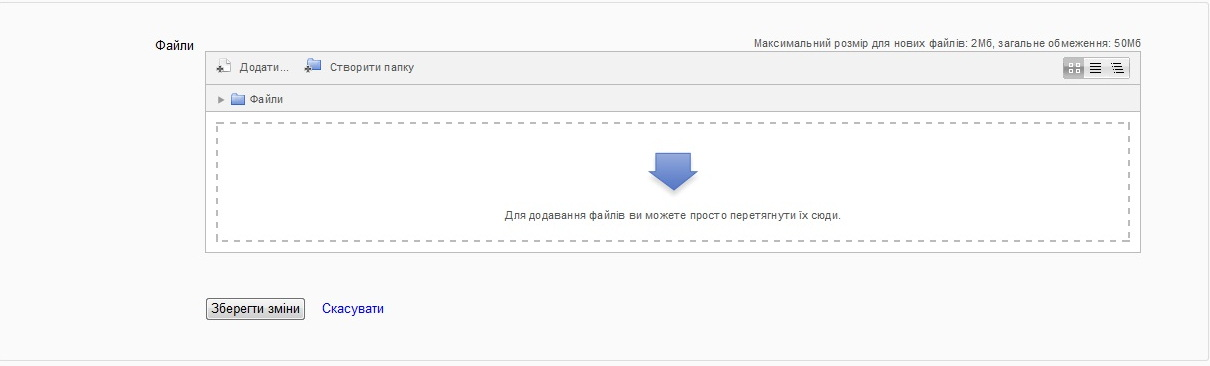 Файли
Максимальний розмір для нових файлів: 2Мб, загальне обмеження: 50Мб
Додати... Створити папку
Файли
Для додавання файлів ви можете просто перетягнути їх сюди.
Зберегти зміни Скасувати